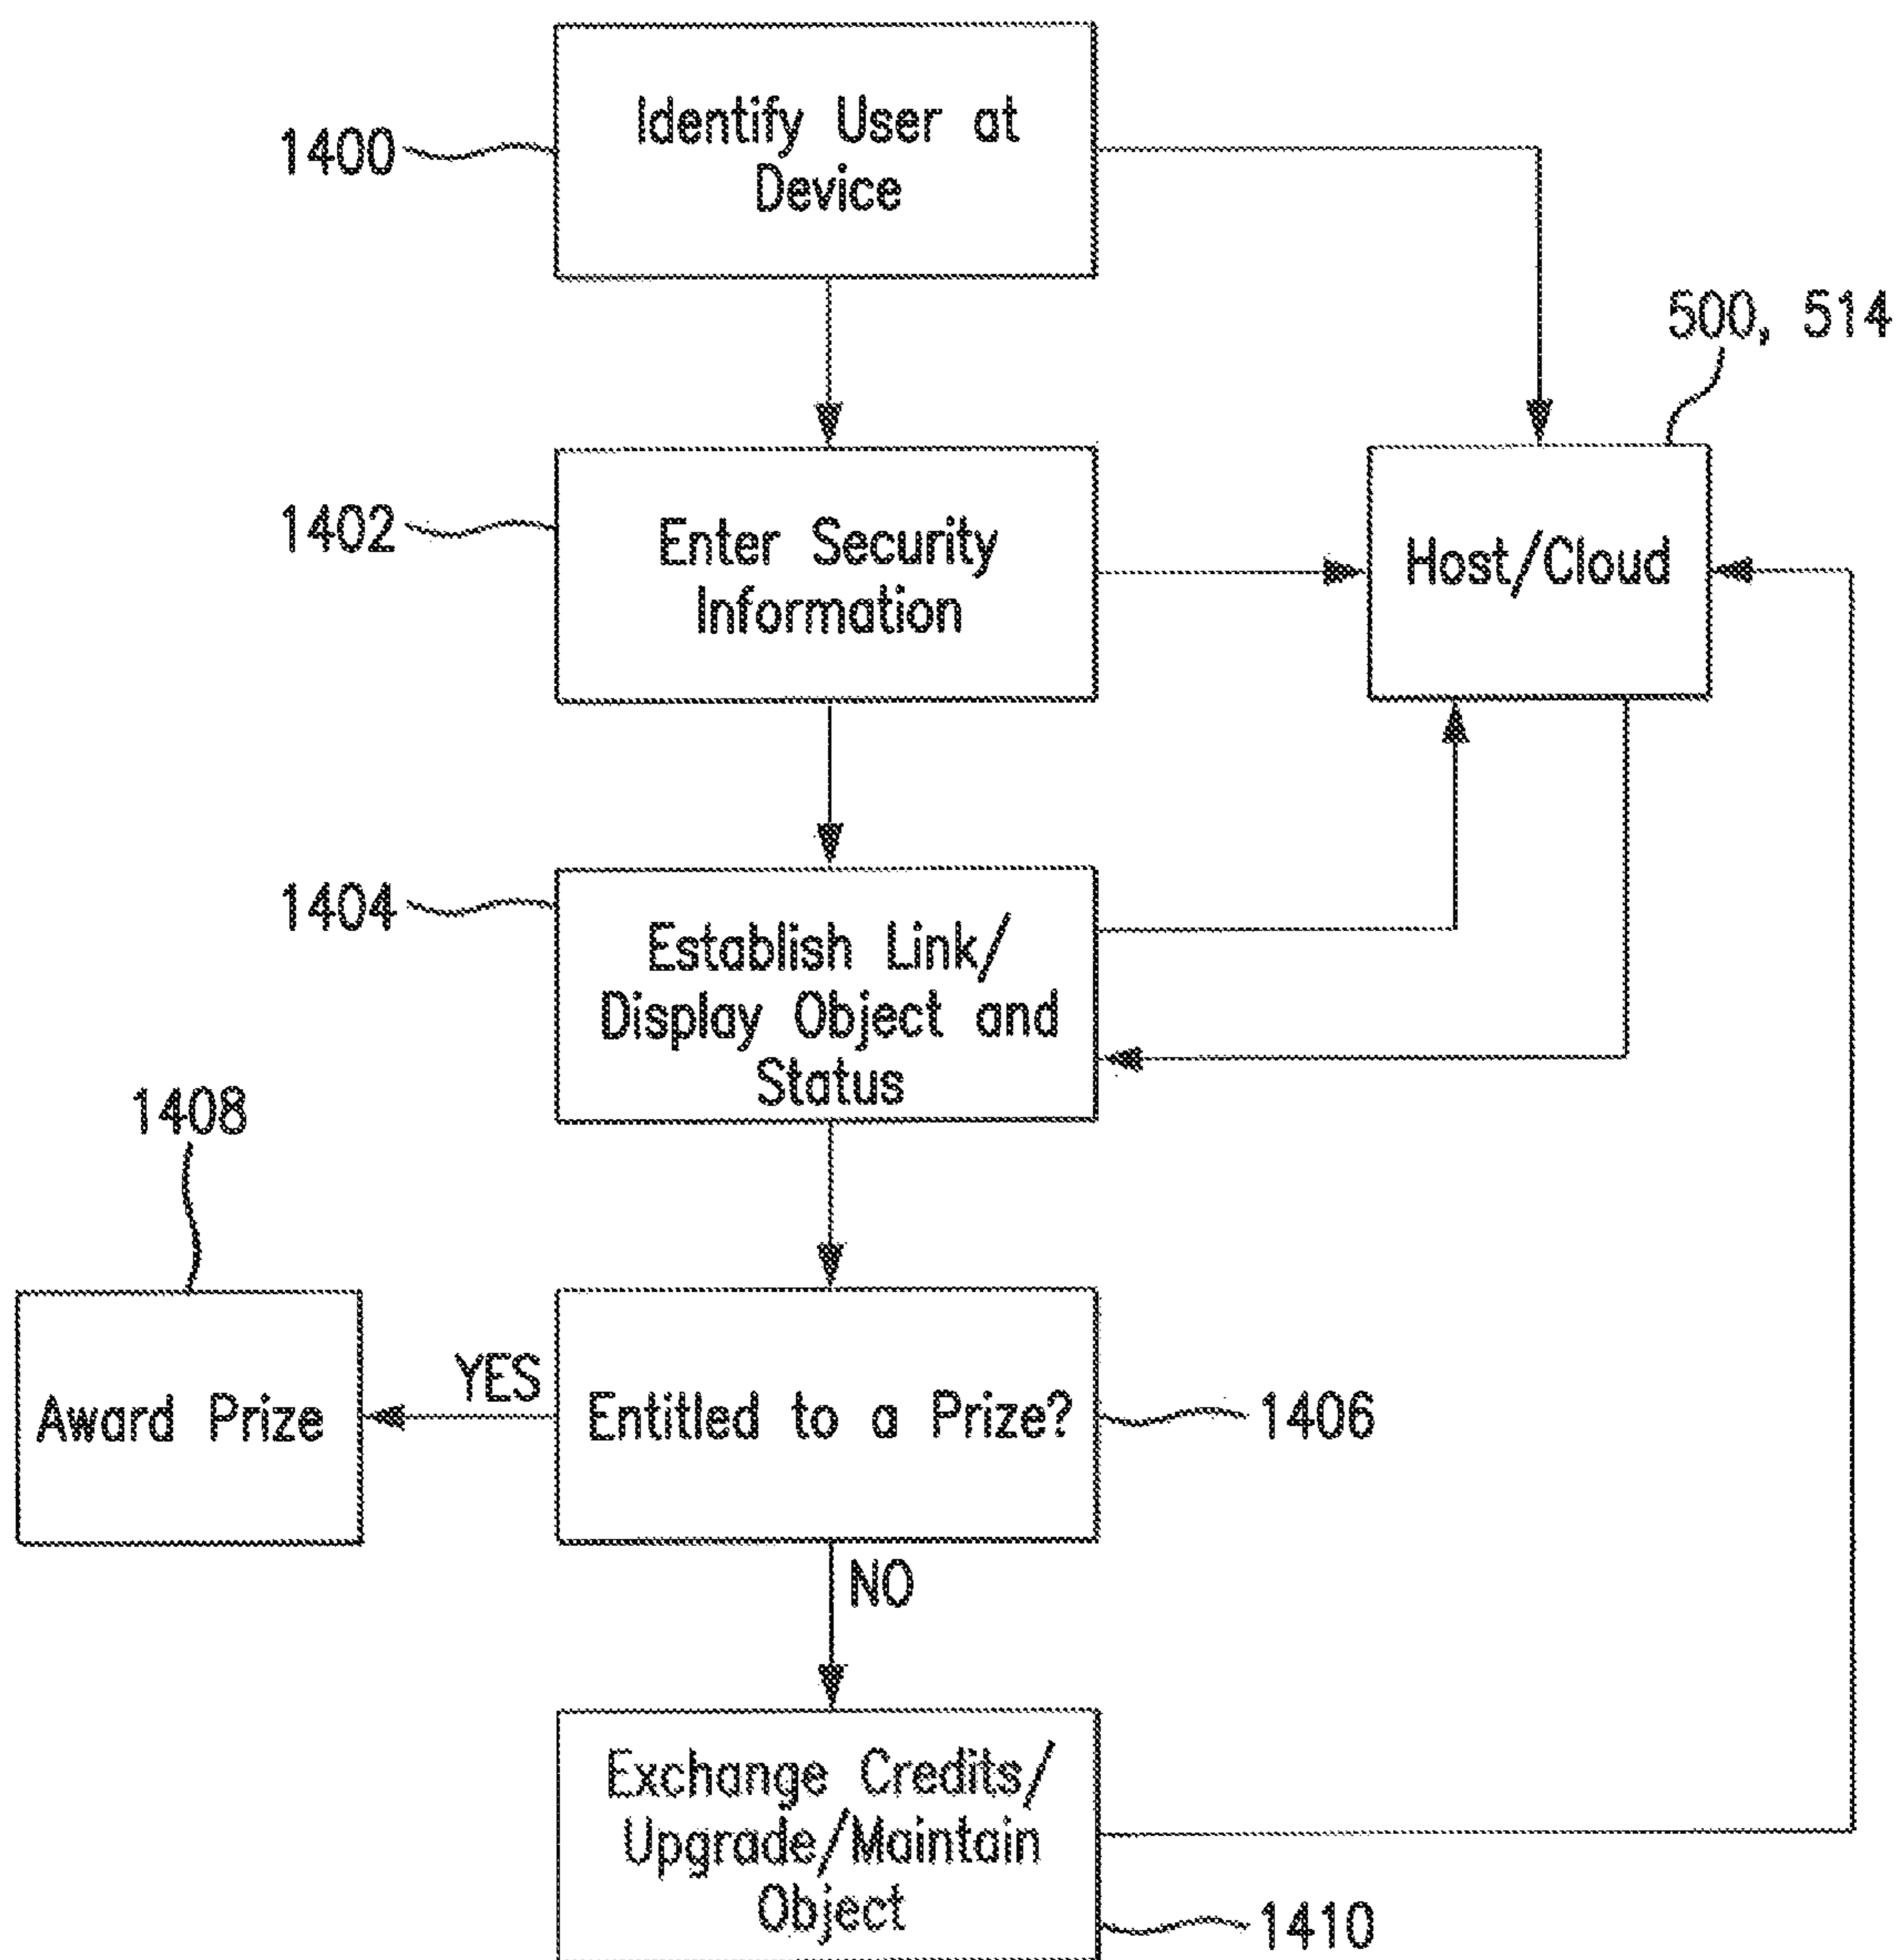 Identify User at
Device
1400
500, 514
Enter Security
Information
1402
Host/Cloud
Establish Link/
Display Object and
Status
1404
1408
Award Prize
YES
Entitled to a Prize?
1406
NO
Exchange Credits/
Upgrade/Maintain
Object
1410